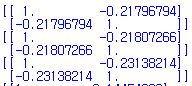 [[ 1.         -0.21796794]
[-0.21796794  1.        ]]
[[ 1.         -0.21807266]
[-0.21807266  1.        ]]
[[ 1.         -0.23138214]
[-0.23138214  1.        ]]